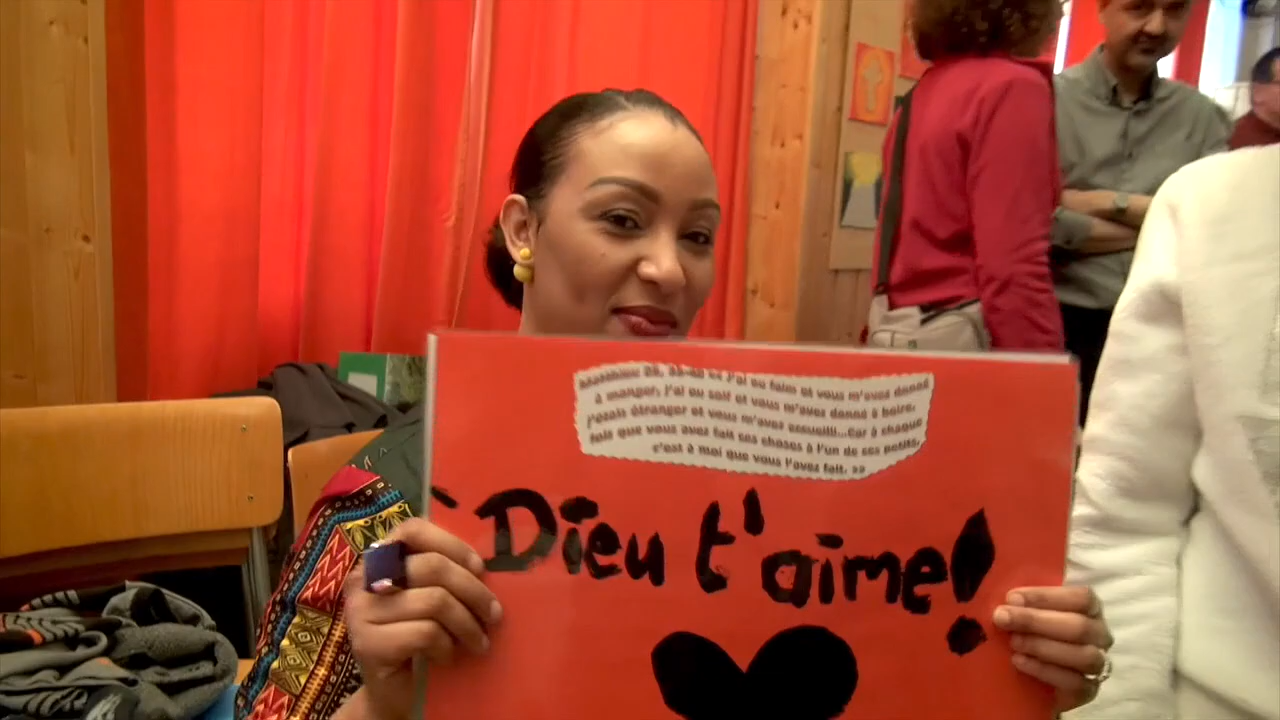 Matthieu 25, 35-40 << J'ai eu faim et vous m'avez donné
à manger, j'ai eu soif et vous m'avez donné à boire,
j'étais étranger et vous m'avez accueilli...Car à chaque
fois que vous avez fait ces choses à l'un de ces petits,
c'est à moi que vous l'avez fait. >>
Dieu t'aime!